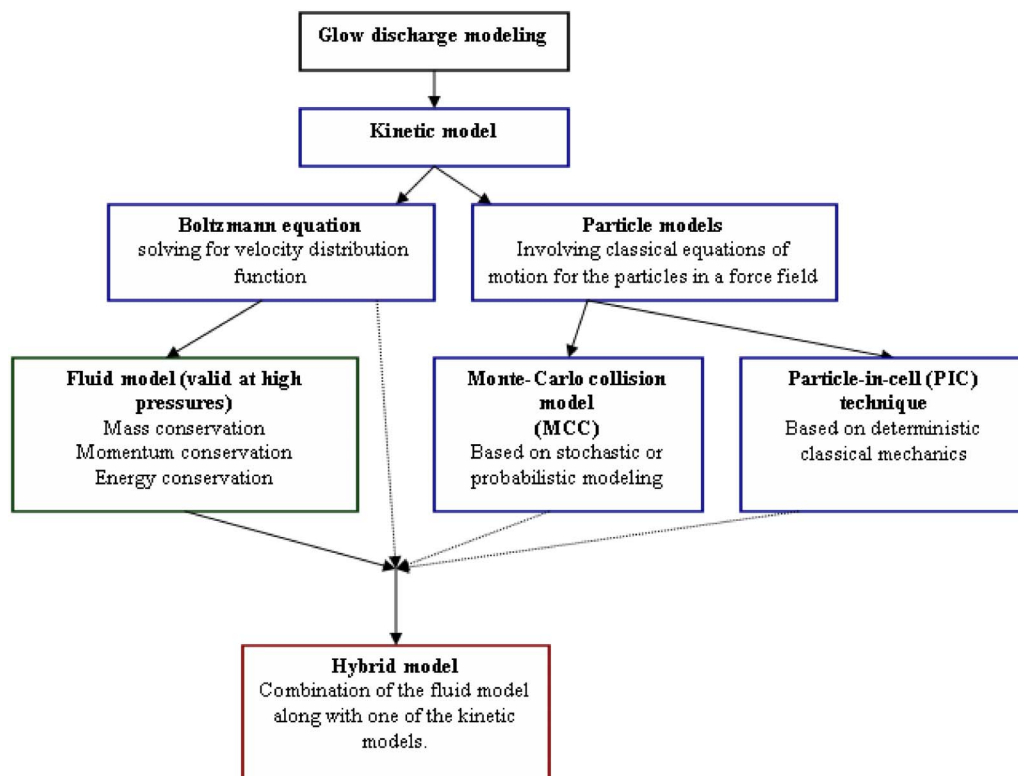 Glow discharge modeling
Kinetic model
Boltzmann equation
solving for velocity distribution
function
Particle models
Involving classical equations of
motion for the particles in a force field
Fluid model (valid at high
pressures)
Mass conservation
Momentum conservation
Energy conservation
Monte-Carlo collision
model
(MCC)
Based on stochastic or
probabilistic modeling
Particle-in-cell (PIC)
technique
Based on deterministic
classical mechanics
Hybrid model
Combination of the fluid model
along with one of the kinetic
models.